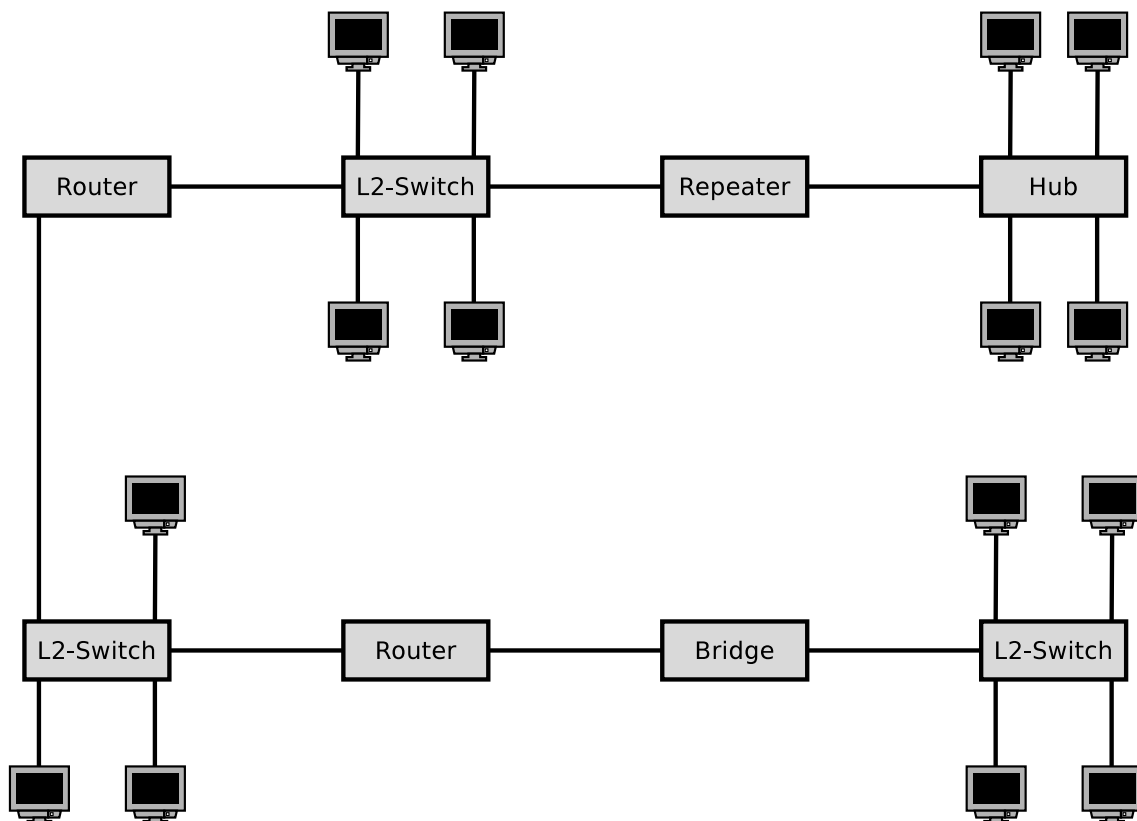 Router
L2-Switch
Repeater
Hub
L2-Switch
Router
Bridge
L2-Switch